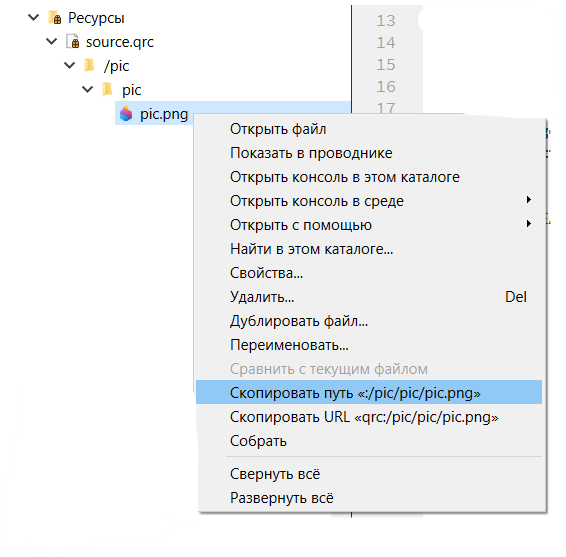 Ресурсы
source.qrc
/pic
pic
pic.png
13
14
15
16
17
Открыть файл
Показать в проводнике
Открыть консоль в этом каталоге
Открыть консоль в среде
Открыть с помощью
Найти в этом каталоге...
Свойства...
Удалить... Del
Дублировать файл...
Переименовать...
Сравнить с текущим файлом
Скопировать путь «:/pic/pic/pic.png»
Скопировать URL «qrc:/pic/pic/pic.png»
Собрать
Свернуть всё
Развернуть всё